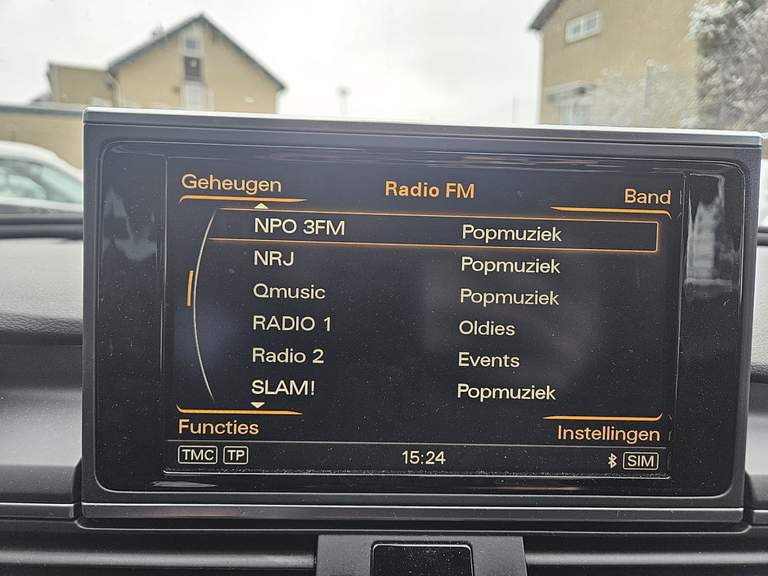 Geheugen Radio FM Band
NPO 3FM Popmuziek
NRJ Popmuziek
Qmusic Popmuziek
RADIO 1 Oldies
Radio 2 Events
SLAM! Popmuziek
Functies Instellingen
TMC TP 15:24 SIM